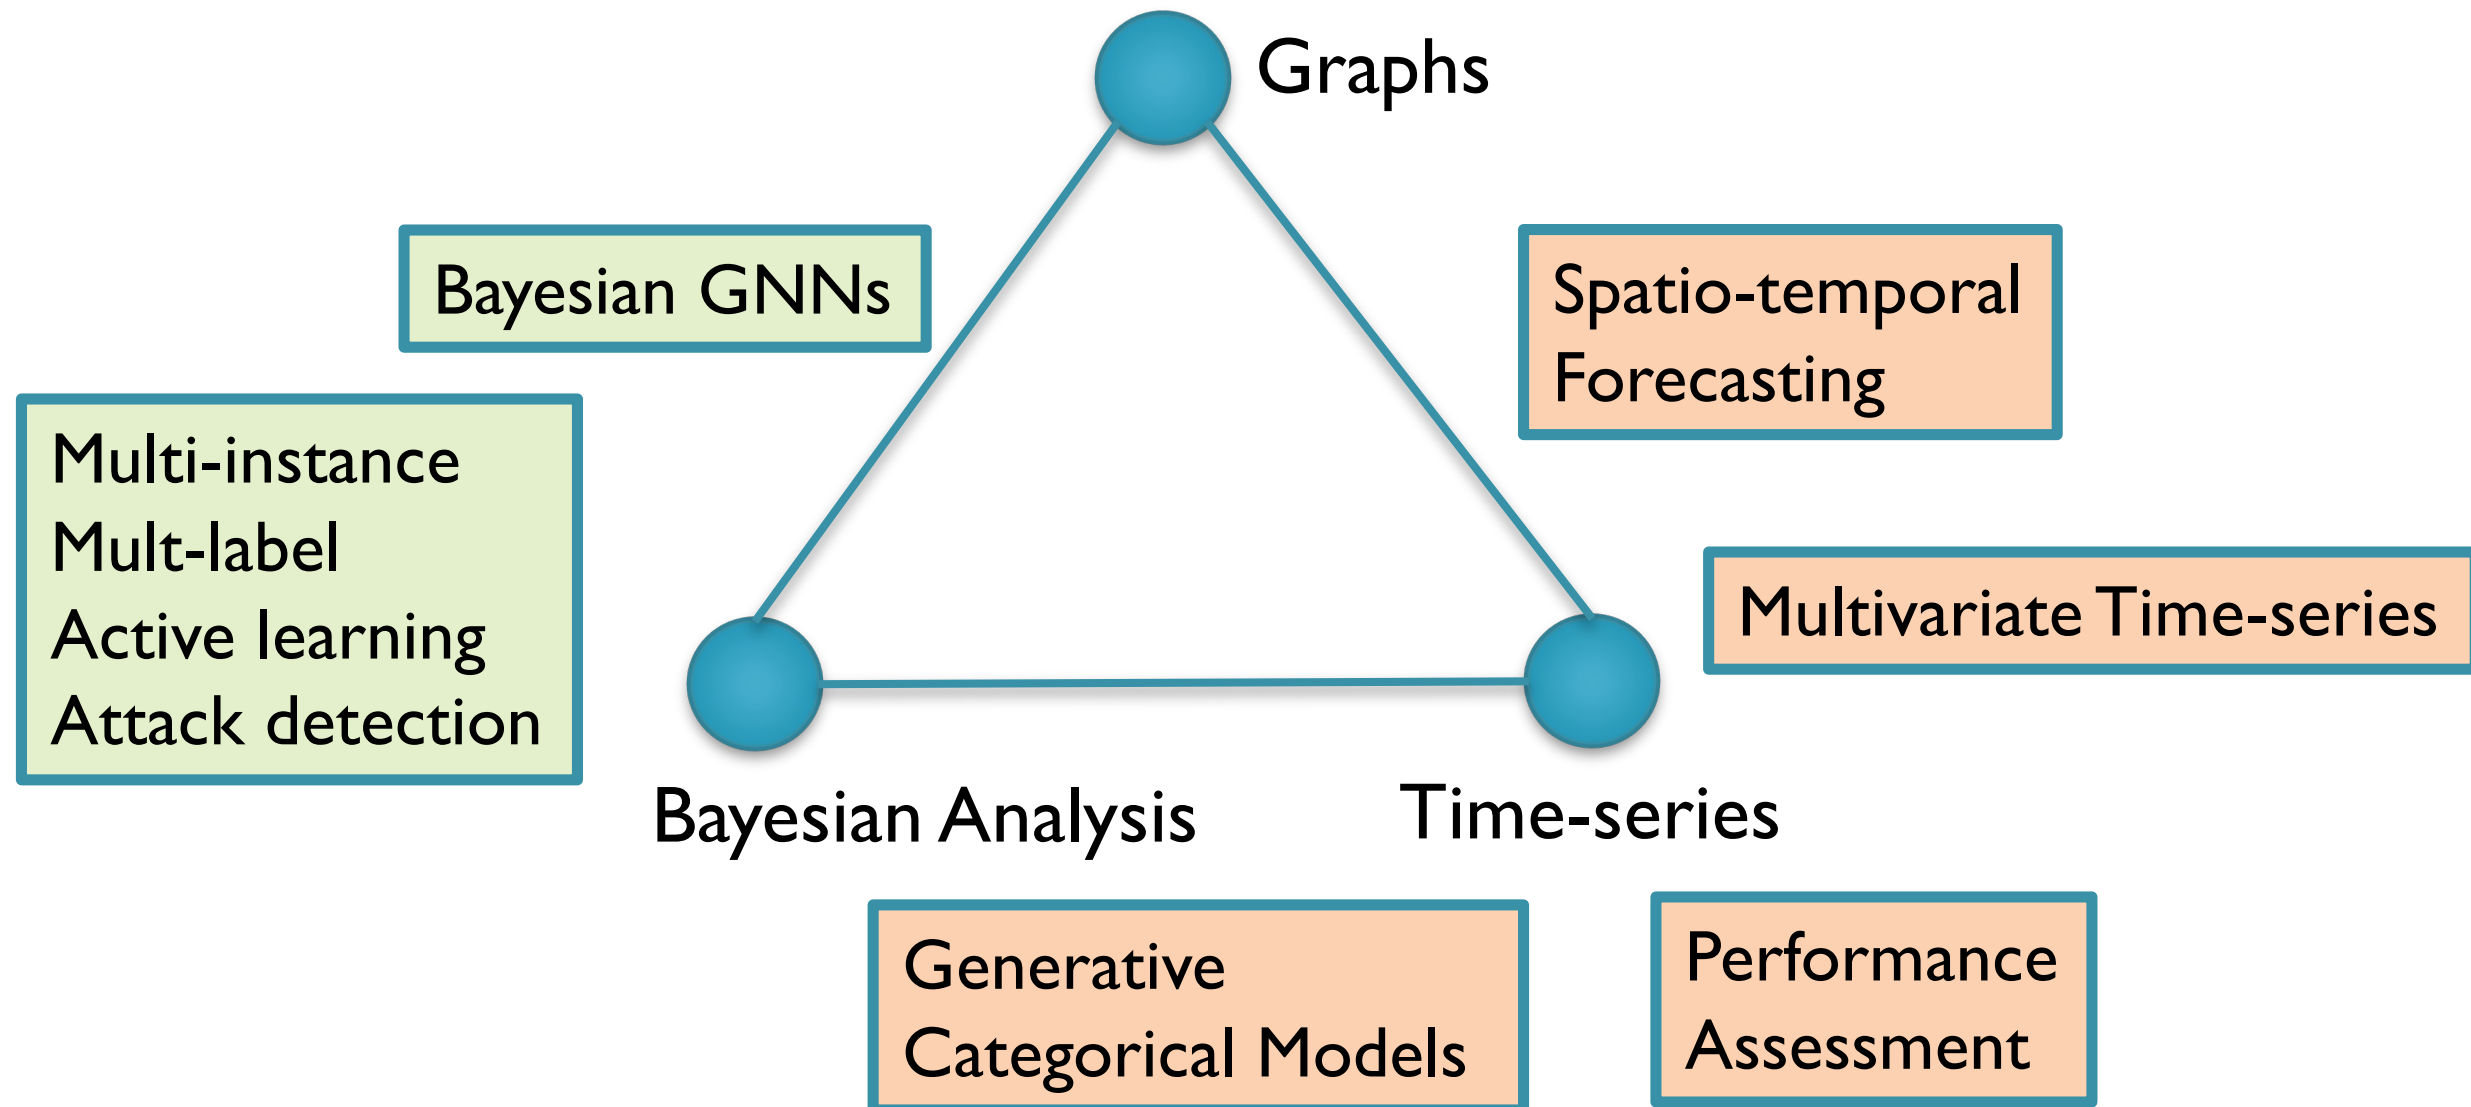 Graphs
Bayesian GNNs
Spatio-temporal
Forecasting
Multi-instance
Mult-label
Active learning
Attack detection
Multivariate Time-series
Bayesian Analysis
Time-series
Generative
Categorical Models
Performance
Assessment